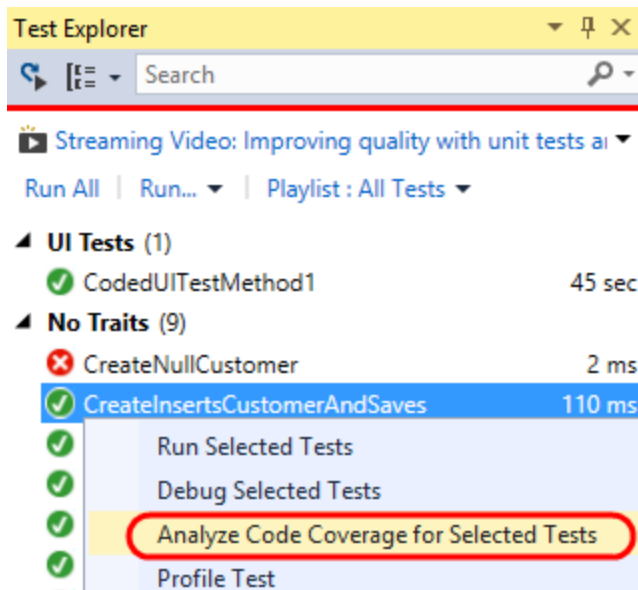 Test Explorer
Search
Streaming Video: Improving quality with unit tests a
Run All | Run... | Playlist : All Tests
UI Tests (1)
CodedUITestMethod1 45 sec
No Traits (9)
CreateNullCustomer 2 ms
CreateInsertsCustomerAndSaves 110 ms
Run Selected Tests
Debug Selected Tests
Analyze Code Coverage for Selected Tests
Profile Test